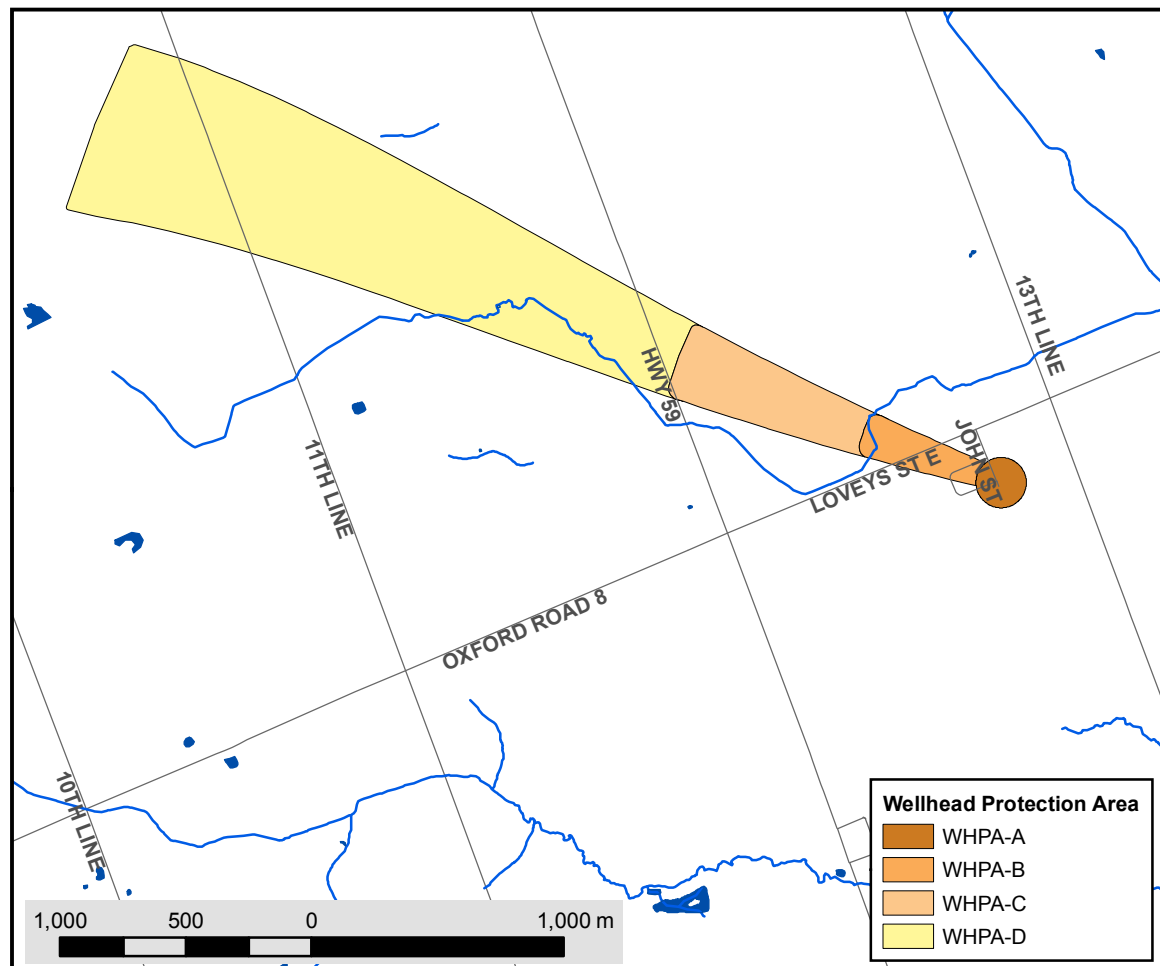 13TH LINE
HWY 59
JOHN ST
LOVEYS ST E
11TH LINE
OXFORD ROAD 8
10TH LINE
Wellhead Protection Area
WHPA-A
WHPA-B
WHPA-C
WHPA-D
1,000 500 0 1,000 m